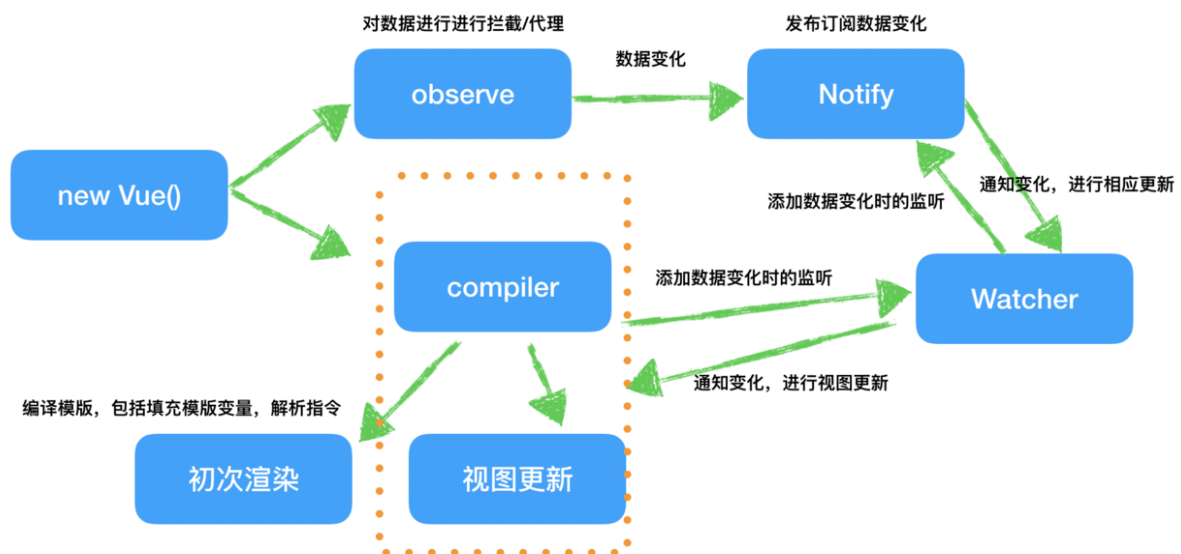 对数据进行进行拦截/代理
发布订阅数据变化
observe
数据变化
Notify
new Vue()
通知变化，进行相应更新
添加数据变化时的监听
compiler
添加数据变化时的监听
Watcher
通知变化，进行视图更新
编译模版，包括填充模版变量，解析指令
初次渲染
视图更新